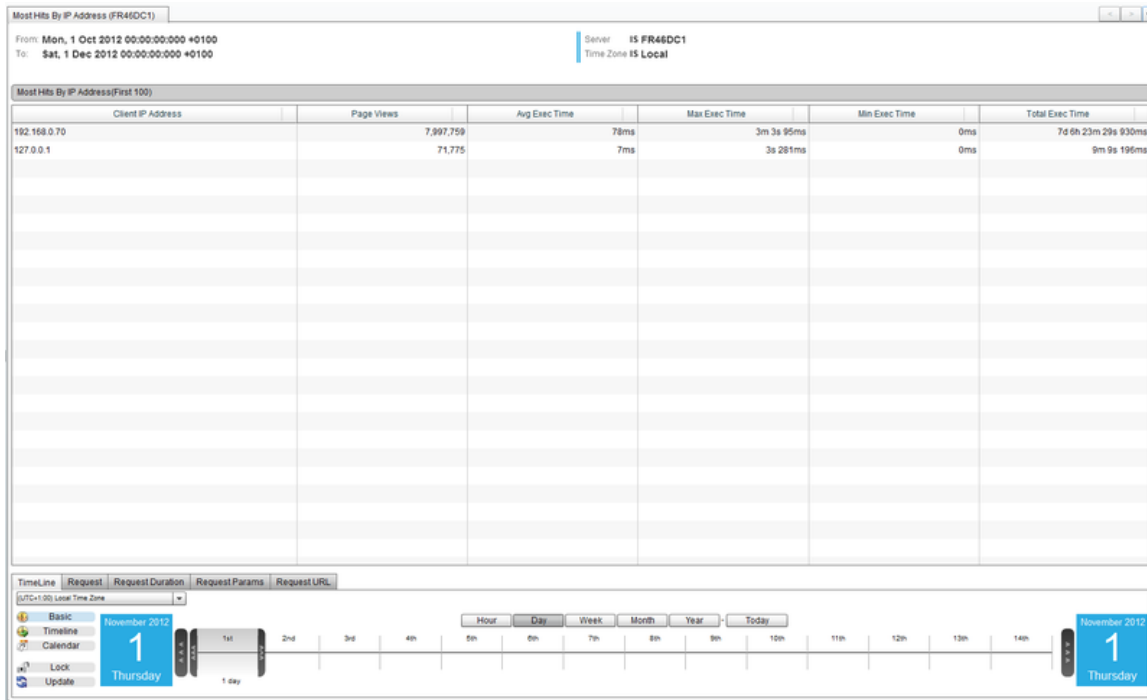 Most Hits By IP Address (FR46DC1)
From: Mon, 1 Oct 2012 00:00:00:000 +0100
To: Sat, 1 Dec 2012 00:00:00:000 +0100
Server IS FR46DC1
Time Zone IS Local
Most Hits By IP Address(First 100)
Client IP Address Page Views Avg Exec Time Max Exec Time Min Exec Time Total Exec Time
192.168.0.70 7,997,759 78ms 3m 3s 95ms 0ms 7d 6h 23m 29s 930ms
127.0.0.1 71,775 7ms 3s 281ms 0ms 9m 9s 196ms
TimeLine Request Request Duration Request Params Request URL
(UTC+1:00) Local Time Zone
Basic
Timeline
Calendar
Lock
Update
November 2012
1
Thursday
Hour Day Week Month Year - Today
1st 2nd 3rd 4th 5th 6th 7th 8th 9th 10th 11th 12th 13th 14th
1 day
November 2012
1
Thursday